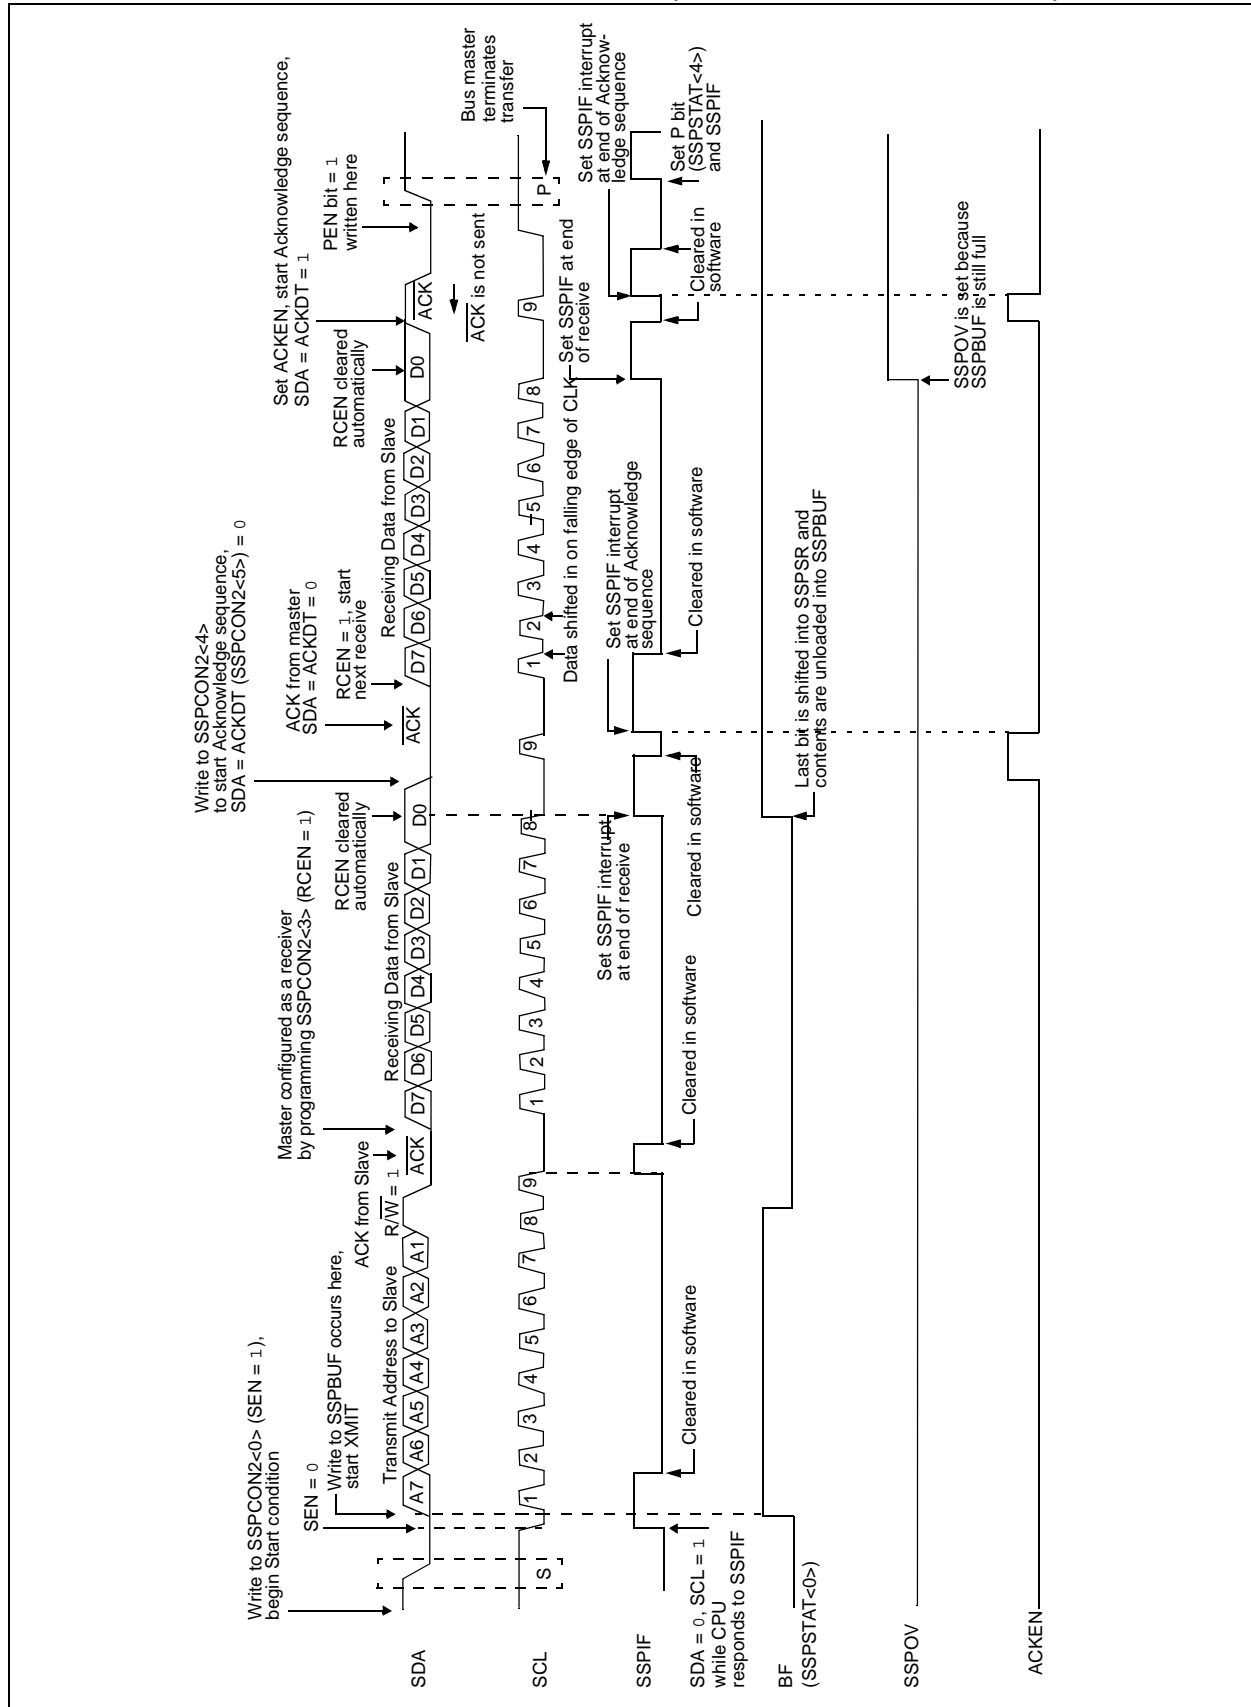 Write to SSPCON2<0> (SEN = 1),
begin Start condition
SEN = 0
Write to SSPBUF occurs here,
start XMIT
ACK from Slave
Master configured as a receiver
by programming SSPCON2<3> (RCEN = 1)
RCEN cleared
automatically
Write to SSPCON2<4>
to start Acknowledge sequence,
SDA = ACKDT (SSPCON2<5>) = 0
ACK from master
SDA = ACKDT = 0
RCEN = 1, start
next receive
RCEN cleared
automatically
Set ACKEN, start Acknowledge sequence,
SDA = ACKDT = 1
PEN bit = 1
written here
Transmit Address to Slave
R/W = 1
Receiving Data from Slave
Receiving Data from Slave
SDA
A7 A6 A5 A4 A3 A2 A1 ACK D7 D6 D5 D4 D3 D2 D1 D0 ACK D7 D6 D5 D4 D3 D2 D1 D0 ACK
ACK is not sent
Bus master
terminates
transfer
SCL
S 1 2 3 4 5 6 7 8 9 1 2 3 4 5 6 7 8 9 1 2 3 4 5 6 7 8 9 P
Data shifted in on falling edge of CLK
Set SSPIF interrupt
at end of receive
Set SSPIF interrupt
at end of Acknowledge
sequence
Set SSPIF at end
of receive
Set SSPIF interrupt
at end of Acknow-
ledge sequence
SSPIF
SDA = 0, SCL = 1
while CPU
responds to SSPIF
Cleared in software
Cleared in software
Cleared in software
Cleared in software
Cleared in software
Cleared in
software
Set P bit
(SSPSTAT<4>)
and SSPIF
BF
(SSPSTAT<0>)
Last bit is shifted into SSPSR and
contents are unloaded into SSPBUF
SSPOV
SSPOV is set because
SSPBUF is still full
ACKEN